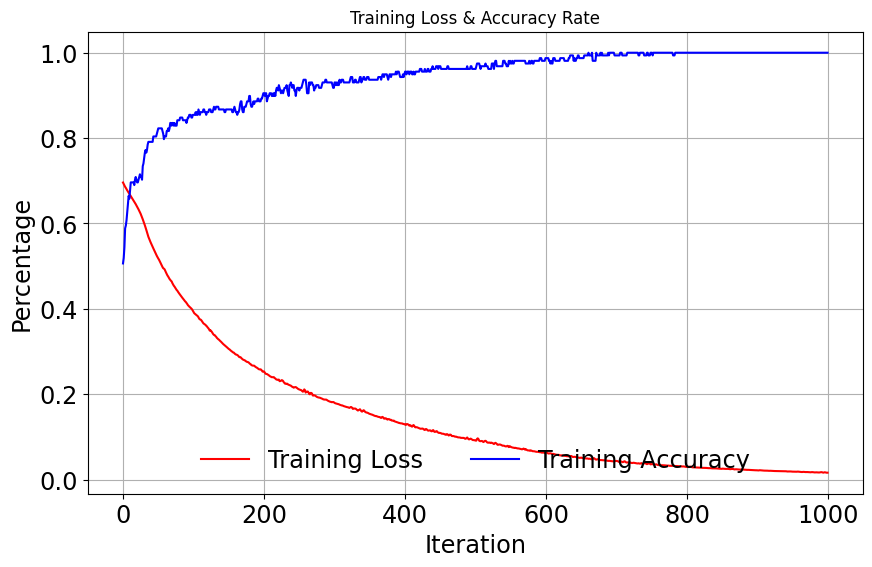 Training Loss & Accuracy Rate
1.0
0.8
0.6
0.4
0.2
0.0
Percentage
Training Loss
Training Accuracy
0 200 400 600 800 1000
Iteration